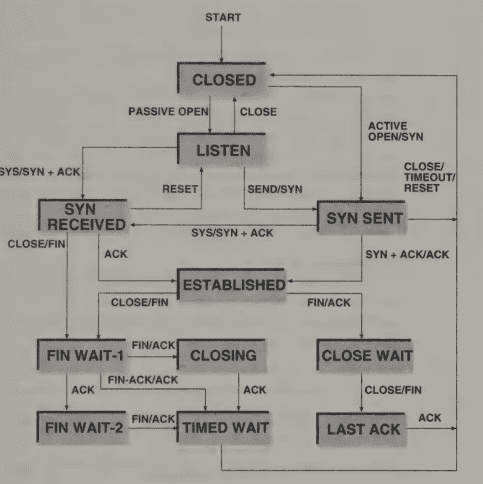 START
CLOSED
PASSIVE OPEN
CLOSE
ACTIVE
OPEN/SYN
LISTEN
CLOSE/
TIMEOUT/
RESET
SYS/SYN + ACK
RESET
SEND/SYN
SYN
RECEIVED
SYN SENT
SYS/SYN + ACK
CLOSE/FIN
ACK
SYN + ACK/ACK
ESTABLISHED
CLOSE/FIN
FIN/ACK
FIN WAIT-1
FIN/ACK
CLOSING
CLOSE WAIT
ACK
FIN-ACK/ACK
ACK
CLOSE/FIN
FIN WAIT-2
FIN/ACK
TIMED WAIT
LAST ACK
ACK